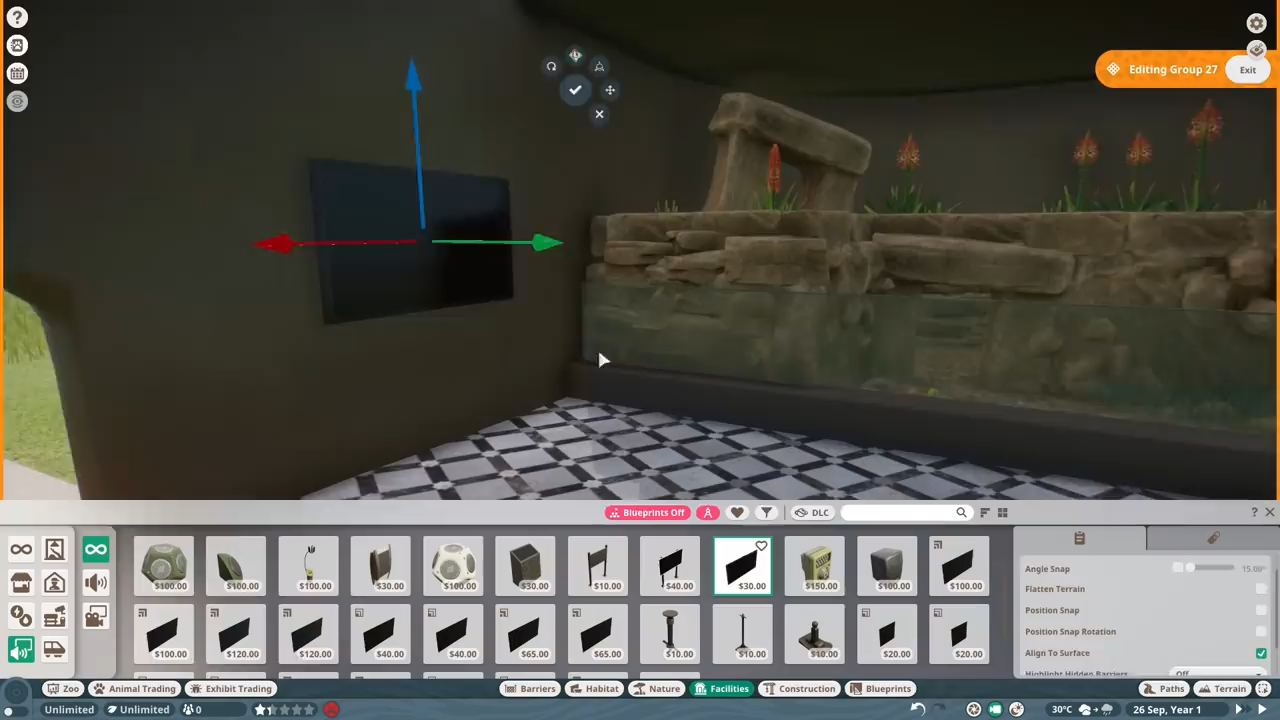 ?
Editing Group 27
Exit
Blueprints Off
DLC
? ×
$100.00 $100.00 $100.00 $30.00 $100.00 $30.00 $10.00 $40.00 $30.00 $150.00 $100.00 $100.00
$100.00 $120.00 $120.00 $40.00 $40.00 $65.00 $65.00 $10.00 $10.00 $10.00 $20.00 $20.00
Angle Snap 15.00°
Flatten Terrain
Position Snap
Position Snap Rotation
Align To Surface
Highlight Hidden Barriers Off
Zoo Animal Trading Exhibit Trading Barriers Habitat Nature Facilities Construction Blueprints Paths Terrain
Unlimited Unlimited 0 30°C 26 Sep, Year 1